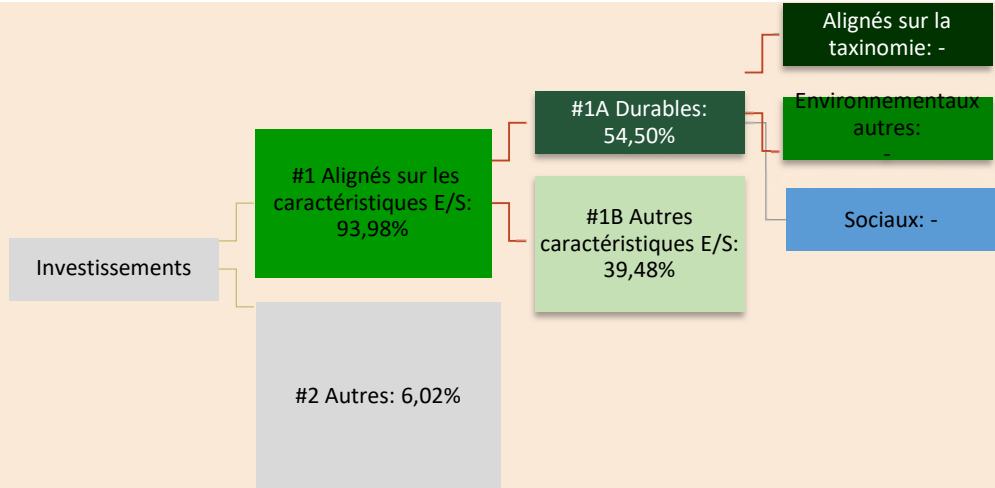 Investissements
#1 Alignés sur les
caractéristiques E/S:
93,98%
#2 Autres: 6,02%
#1A Durables:
54,50%
#1B Autres
caractéristiques E/S:
39,48%
Alignés sur la
taxinomie: -
Environnementaux
autres:
-
Sociaux: -